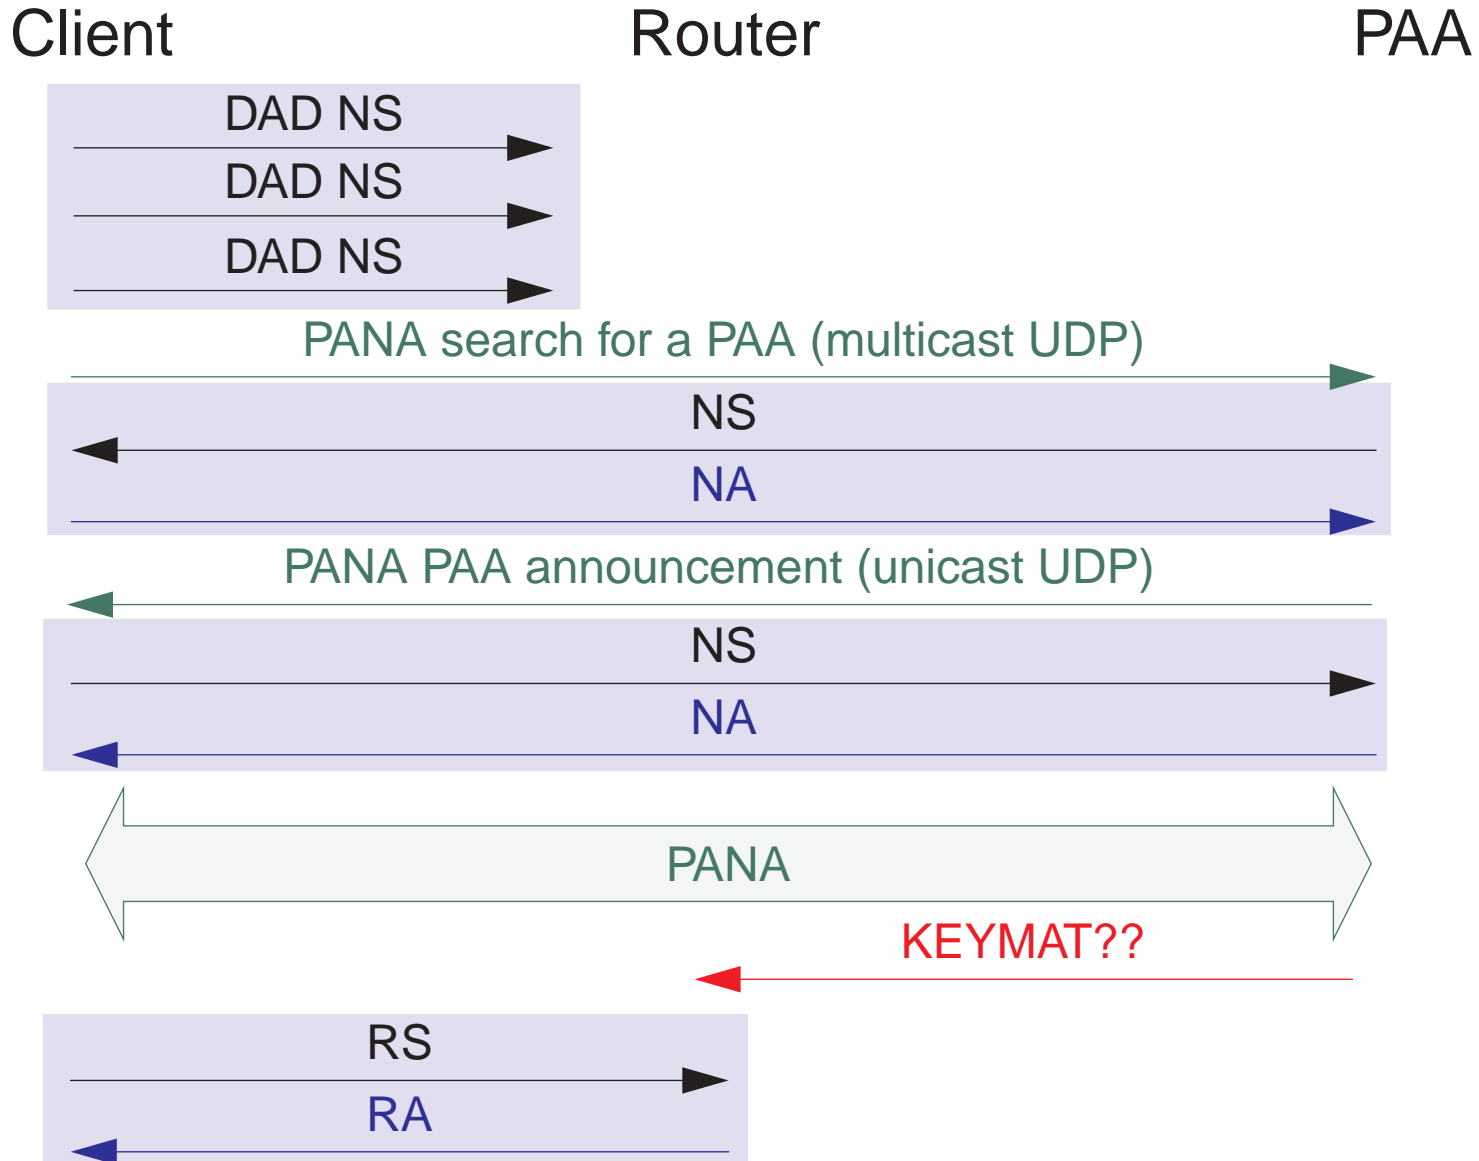 Client Router PAA
DAD NS
DAD NS
DAD NS
PANA search for a PAA (multicast UDP)
NS
NA
PANA PAA announcement (unicast UDP)
NS
NA
PANA
KEYMAT??
RS
RA